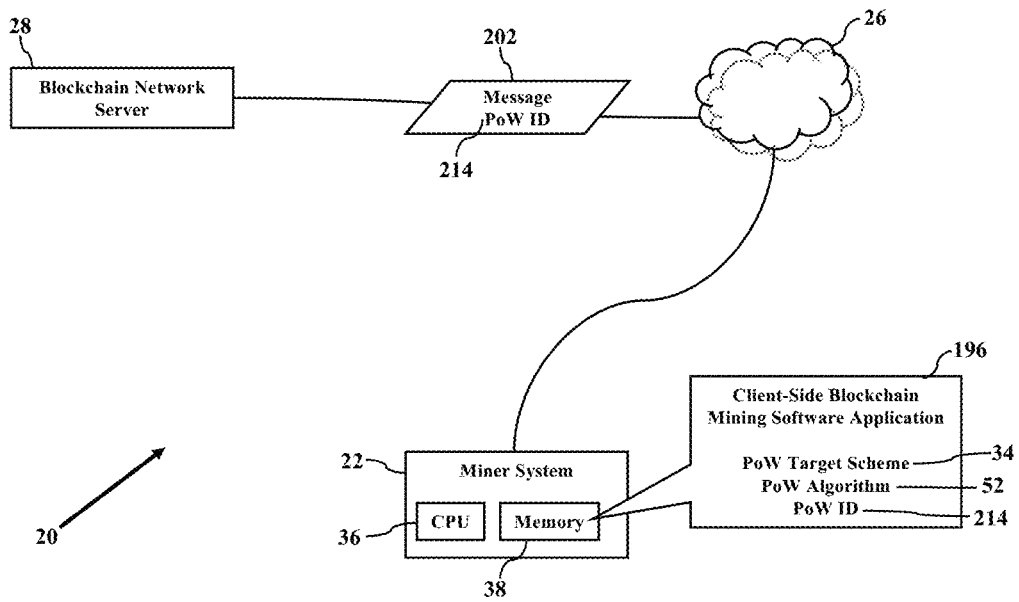 28
Blockchain Network
Server
202
Message
PoW ID
214
26
196
Client-Side Blockchain
Mining Software Application
PoW Target Scheme
34
PoW Algorithm
52
PoW ID
214
22
Miner System
36
CPU
Memory
38
20